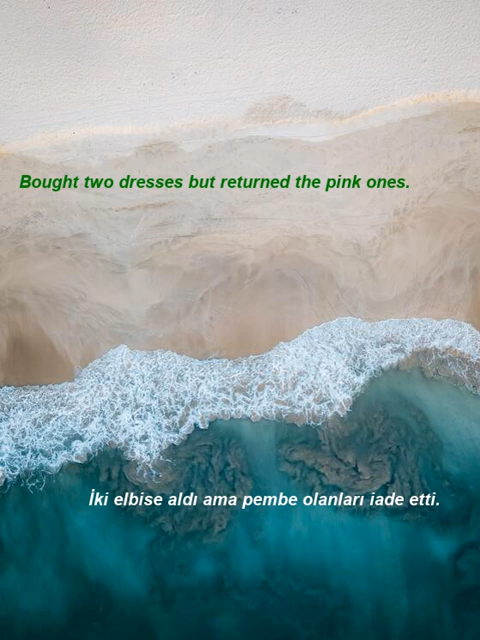 Bought two dresses but returned the pink ones.
İki elbise aldı ama pembe olanları iade etti.